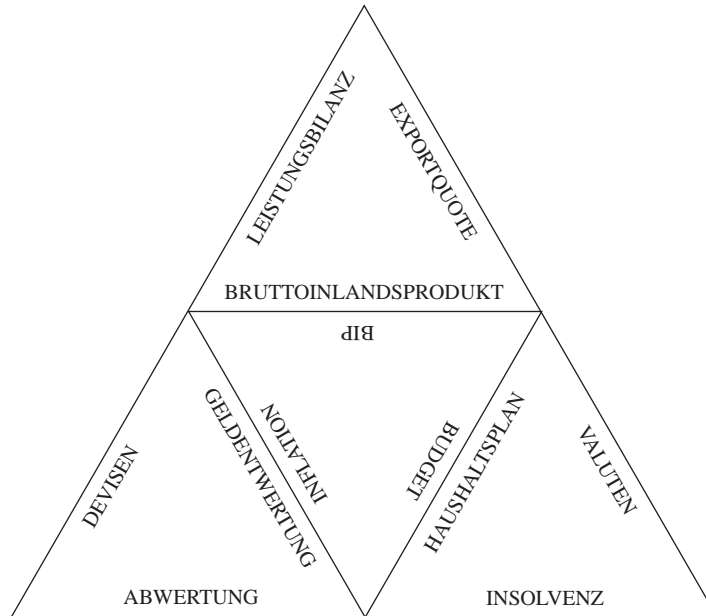 LEISTUNGSBILANZ
EXPORTQUOTE
BRUTTOINLANDSPRODUKT
BIP
DEVISEN
GELDENTWERTUNG
INFLATION
BUDGET
HAUSHALTSPLAN
VALUTEN
ABWERTUNG
INSOLVENZ